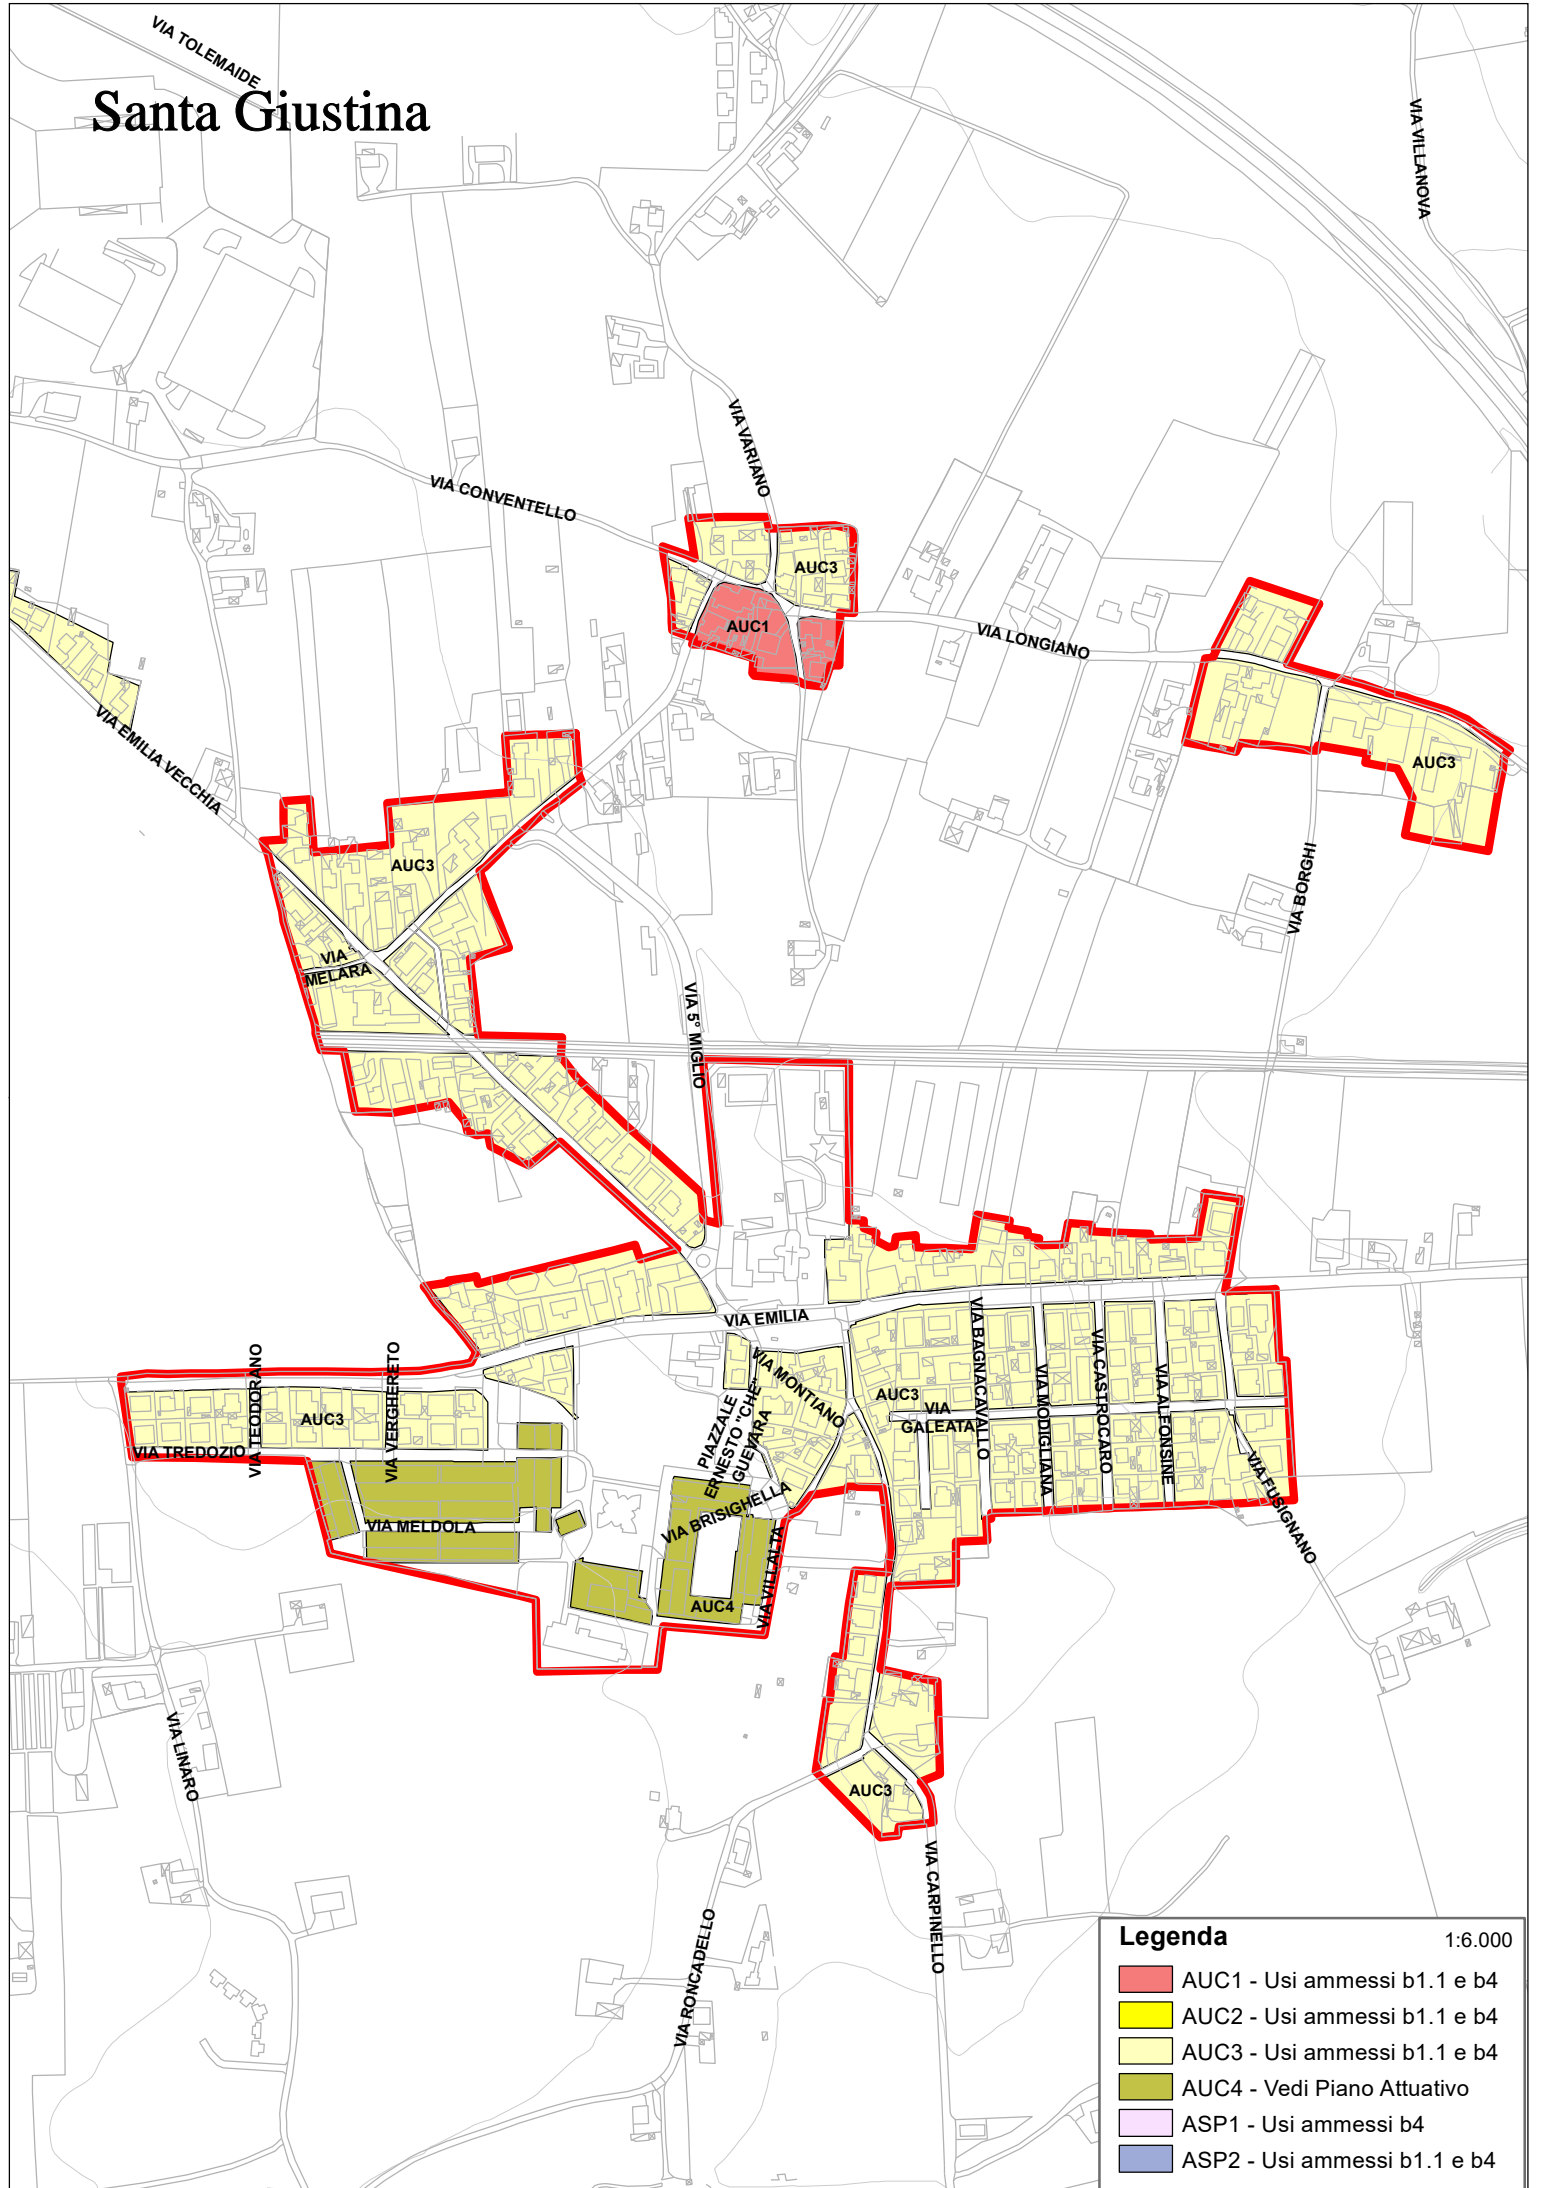 VIA TOLEMAIDE
Santa Giustina
VIA VILLANOVA
VIA VARIANO
VIA CONVENTELLO
AUC3
AUC1
VIA LONGIANO
VIA EMILIA VECCHIA
AUC3
AUC3
VIA BORGHI
VIA
MELARA
VIA 5° MIGLIO
VIA EMILIA
VIA TEODORANO
VIA VERGHERETO
VIA MONTIANO
VIA BAGNACAVALLO
VIA MODIGLIANA
VIA CASTROCARO
VIA ALFONSINE
AUC3
VIA
GALEATA
AUC3
VIA TREDOZIO
PIAZZALE
ERNESTO "CHE"
GUEVARA
VIA FUSIGNANO
VIA BRISIGHELLA
VIA MELDOLA
VIA VILLALTA
AUC4
VIA LINARO
AUC3
VIA CARPINELLO
VIA RONCADELLO
Legenda
1:6.000
AUC1 - Usi ammessi b1.1 e b4
AUC2 - Usi ammessi b1.1 e b4
AUC3 - Usi ammessi b1.1 e b4
AUC4 - Vedi Piano Attuativo
ASP1 - Usi ammessi b4
ASP2 - Usi ammessi b1.1 e b4